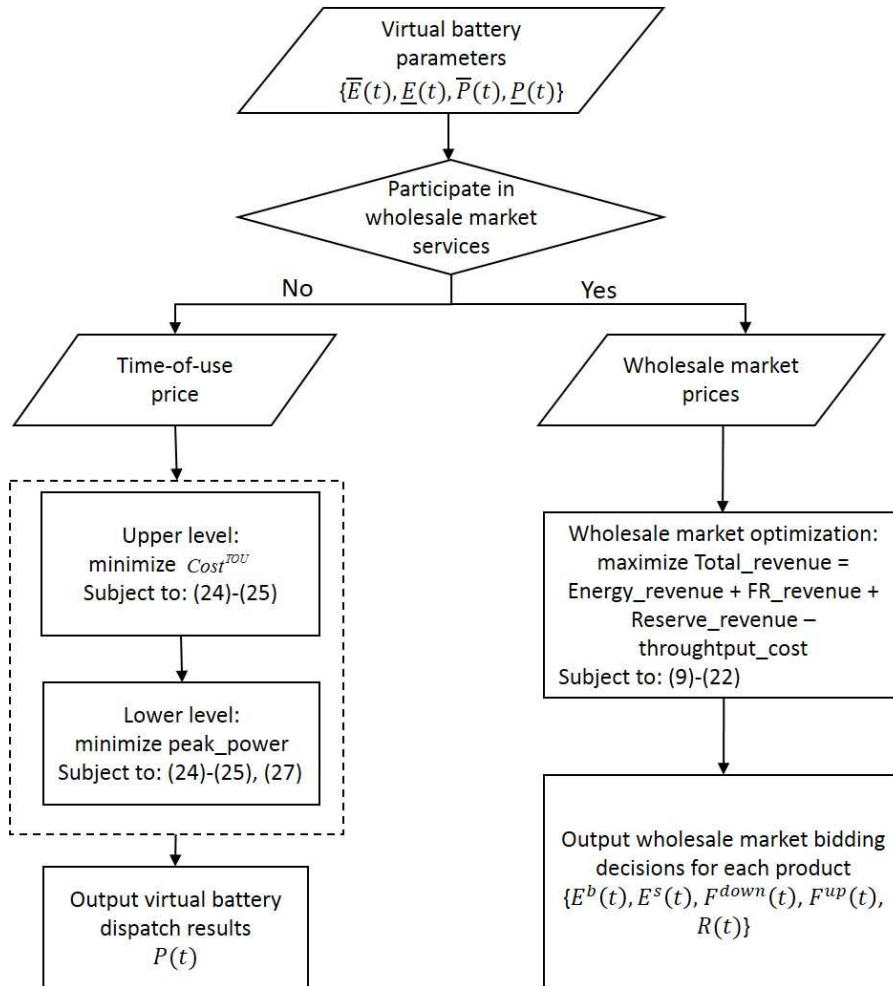 Virtual battery
parameters
{E̅(t), E̲(t), P̅(t), P̲(t)}
Participate in
wholesale market
services
No
Yes
Time-of-use
price
Upper level:
minimize Cost^TOU
Subject to: (24)-(25)
Lower level:
minimize peak_power
Subject to: (24)-(25), (27)
Output virtual battery
dispatch results
P(t)
Wholesale market
prices
Wholesale market optimization:
maximize Total_revenue =
Energy_revenue + FR_revenue +
Reserve_revenue –
throughtput_cost
Subject to: (9)-(22)
Output wholesale market bidding
decisions for each product
{E^b(t), E^s(t), F^down(t), F^up(t),
R(t)}